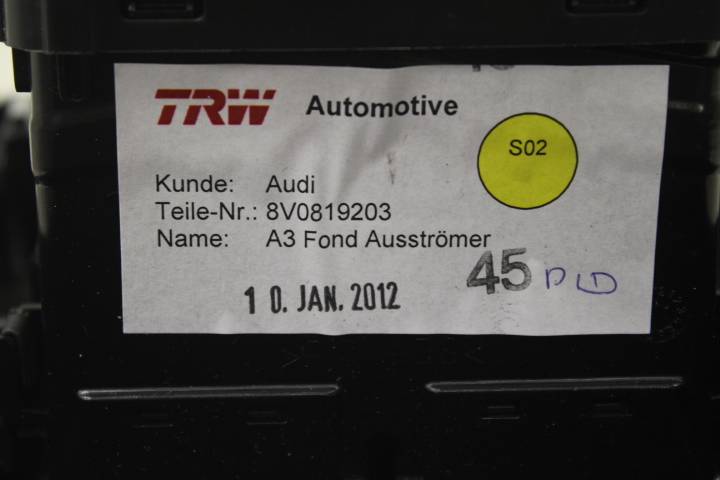 TRW Automotive
S02
Kunde: Audi
Teile-Nr.: 8V0819203
Name: A3 Fond Ausströmer
45
10. JAN. 2012